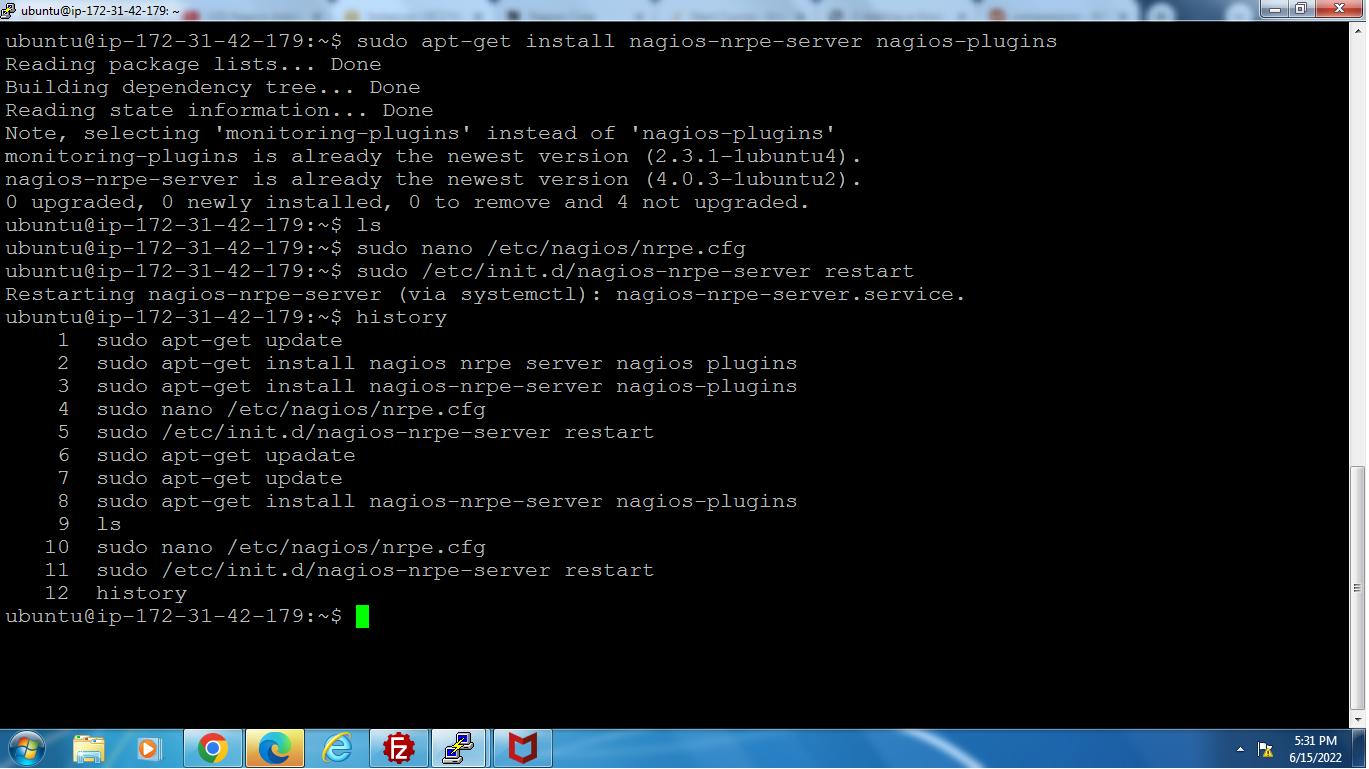 ubuntu@ip-172-31-42-179: ~
ubuntu@ip-172-31-42-179:~$ sudo apt-get install nagios-nrpe-server nagios-plugins
Reading package lists... Done
Building dependency tree... Done
Reading state information... Done
Note, selecting 'monitoring-plugins' instead of 'nagios-plugins'
monitoring-plugins is already the newest version (2.3.1-1ubuntu4).
nagios-nrpe-server is already the newest version (4.0.3-1ubuntu2).
0 upgraded, 0 newly installed, 0 to remove and 4 not upgraded.
ubuntu@ip-172-31-42-179:~$ ls
ubuntu@ip-172-31-42-179:~$ sudo nano /etc/nagios/nrpe.cfg
ubuntu@ip-172-31-42-179:~$ sudo /etc/init.d/nagios-nrpe-server restart
Restarting nagios-nrpe-server (via systemctl): nagios-nrpe-server.service.
ubuntu@ip-172-31-42-179:~$ history
1 sudo apt-get update
2 sudo apt-get install nagios nrpe server nagios plugins
3 sudo apt-get install nagios-nrpe-server nagios-plugins
4 sudo nano /etc/nagios/nrpe.cfg
5 sudo /etc/init.d/nagios-nrpe-server restart
6 sudo apt-get upadate
7 sudo apt-get update
8 sudo apt-get install nagios-nrpe-server nagios-plugins
9 ls
10 sudo nano /etc/nagios/nrpe.cfg
11 sudo /etc/init.d/nagios-nrpe-server restart
12 history
ubuntu@ip-172-31-42-179:~$
FZ
5:31 PM
6/15/2022